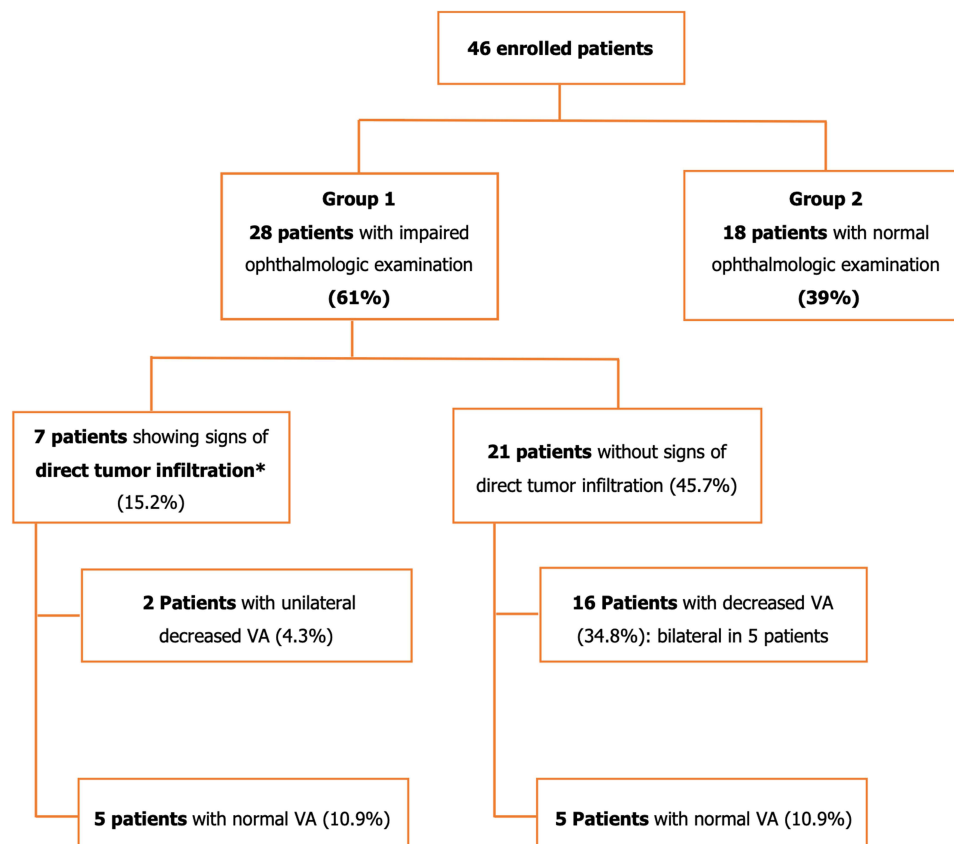 46 enrolled patients
Group 1
28 patients with impaired
ophthalmologic examination
(61%)
Group 2
18 patients with normal
ophthalmologic examination
(39%)
7 patients showing signs of
direct tumor infiltration*
(15.2%)
21 patients without signs of
direct tumor infiltration (45.7%)
2 Patients with unilateral
decreased VA (4.3%)
16 Patients with decreased VA
(34.8%): bilateral in 5 patients
5 patients with normal VA (10.9%)
5 Patients with normal VA (10.9%)